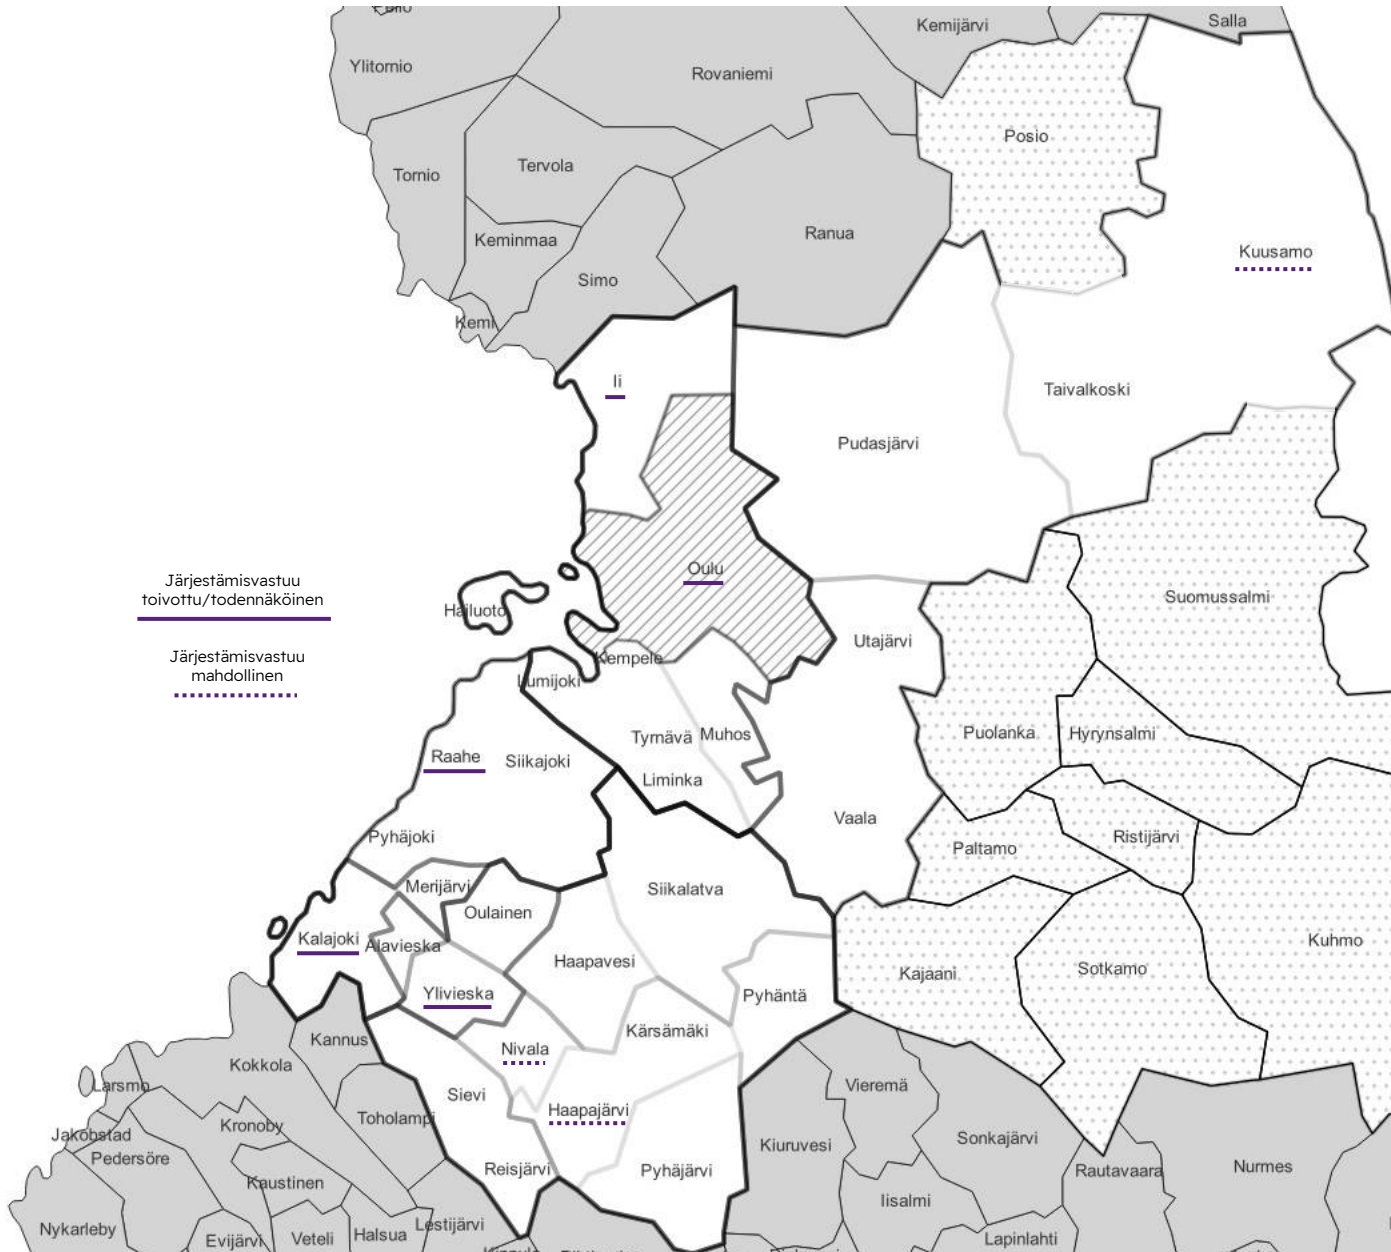 Salla
Kemijärvi
Ylitornio
Rovaniemi
Posio
Tervola
Tornio
Ranua
Keminmaa
Kuusamo
Simo
Kemi
Ii
Taivalkoski
Pudasjärvi
Oulu
Järjestämisvastuu
toivottu/todennäköinen
Suomussalmi
Hailuoto
Utajärvi
Järjestämisvastuu
mahdollinen
Kempele
Lumijoki
Puolanka
Hyrynsalmi
Tyrnävä
Muhos
Raahe
Siikajoki
Liminka
Vaala
Pyhäjoki
Ristijärvi
Paltamo
Merijärvi
Siikalatva
Oulainen
Kalajoki
Alavieska
Kuhmo
Haapavesi
Kajaani
Sotkamo
Ylivieska
Pyhäntä
Kärsämäki
Kannus
Nivala
Kokkola
Larsmo
Vieremä
Sievi
Haapajärvi
Toholampi
Kronoby
Jakobstad
Kiuruvesi
Sonkajärvi
Pedersöre
Reisjärvi
Pyhäjärvi
Rautavaara
Nurmes
Kaustinen
Iisalmi
Nykarleby
Lestijärvi
Evijärvi
Veteli
Halsua
Lapinlahti